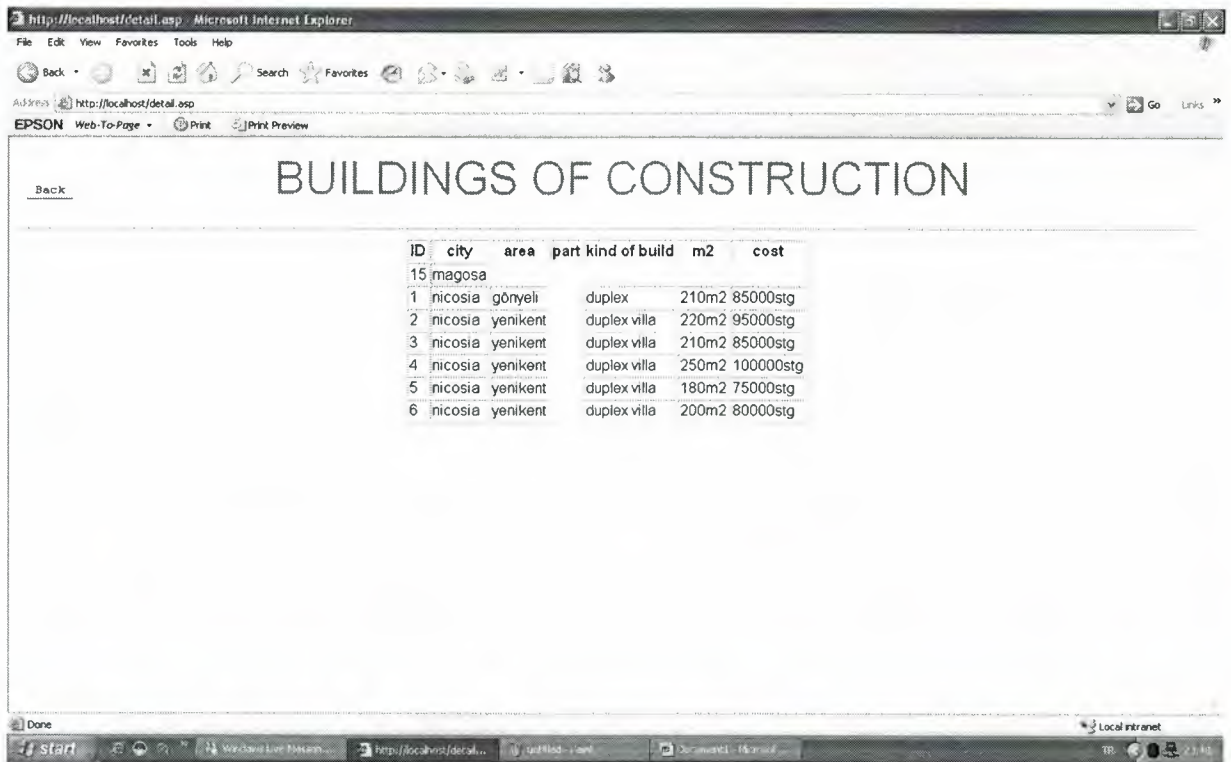 http://localhost/detail.asp Microsoft Internet Explorer
File Edit View Favorites Tools Help
Back Search Favorites
Address http://localhost/detail.asp Go Links »
EPSON Web-To-Page Print Print Preview
Back BUILDINGS OF CONSTRUCTION
ID city area part kind of build m2 cost
15 magosa
1 nicosia gönyeli duplex 210m2 85000stg
2 nicosia yenikent duplex villa 220m2 95000stg
3 nicosia yenikent duplex villa 210m2 85000stg
4 nicosia yenikent duplex villa 250m2 100000stg
5 nicosia yenikent duplex villa 180m2 75000stg
6 nicosia yenikent duplex villa 200m2 80000stg
Done Local intranet
start http://localhost/detail... TR